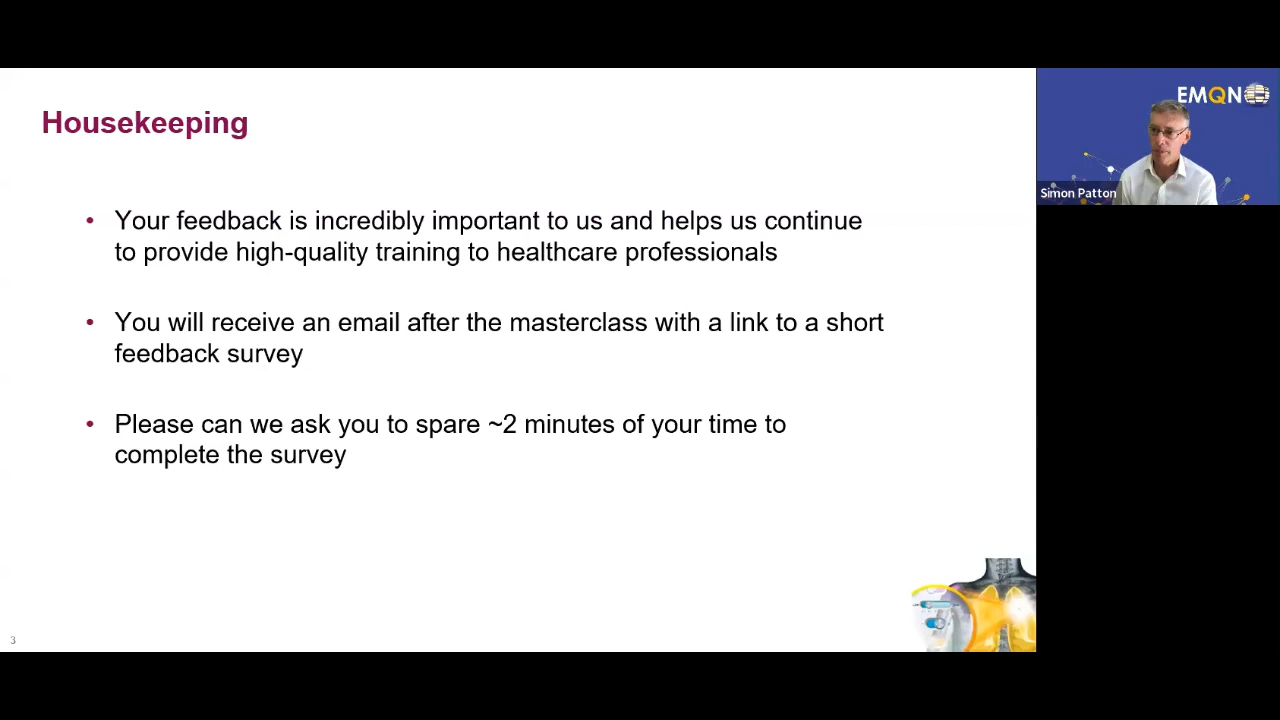 Housekeeping
• Your feedback is incredibly important to us and helps us continue
to provide high-quality training to healthcare professionals
• You will receive an email after the masterclass with a link to a short
feedback survey
• Please can we ask you to spare ~2 minutes of your time to
complete the survey
3
EMQN
Simon Patton